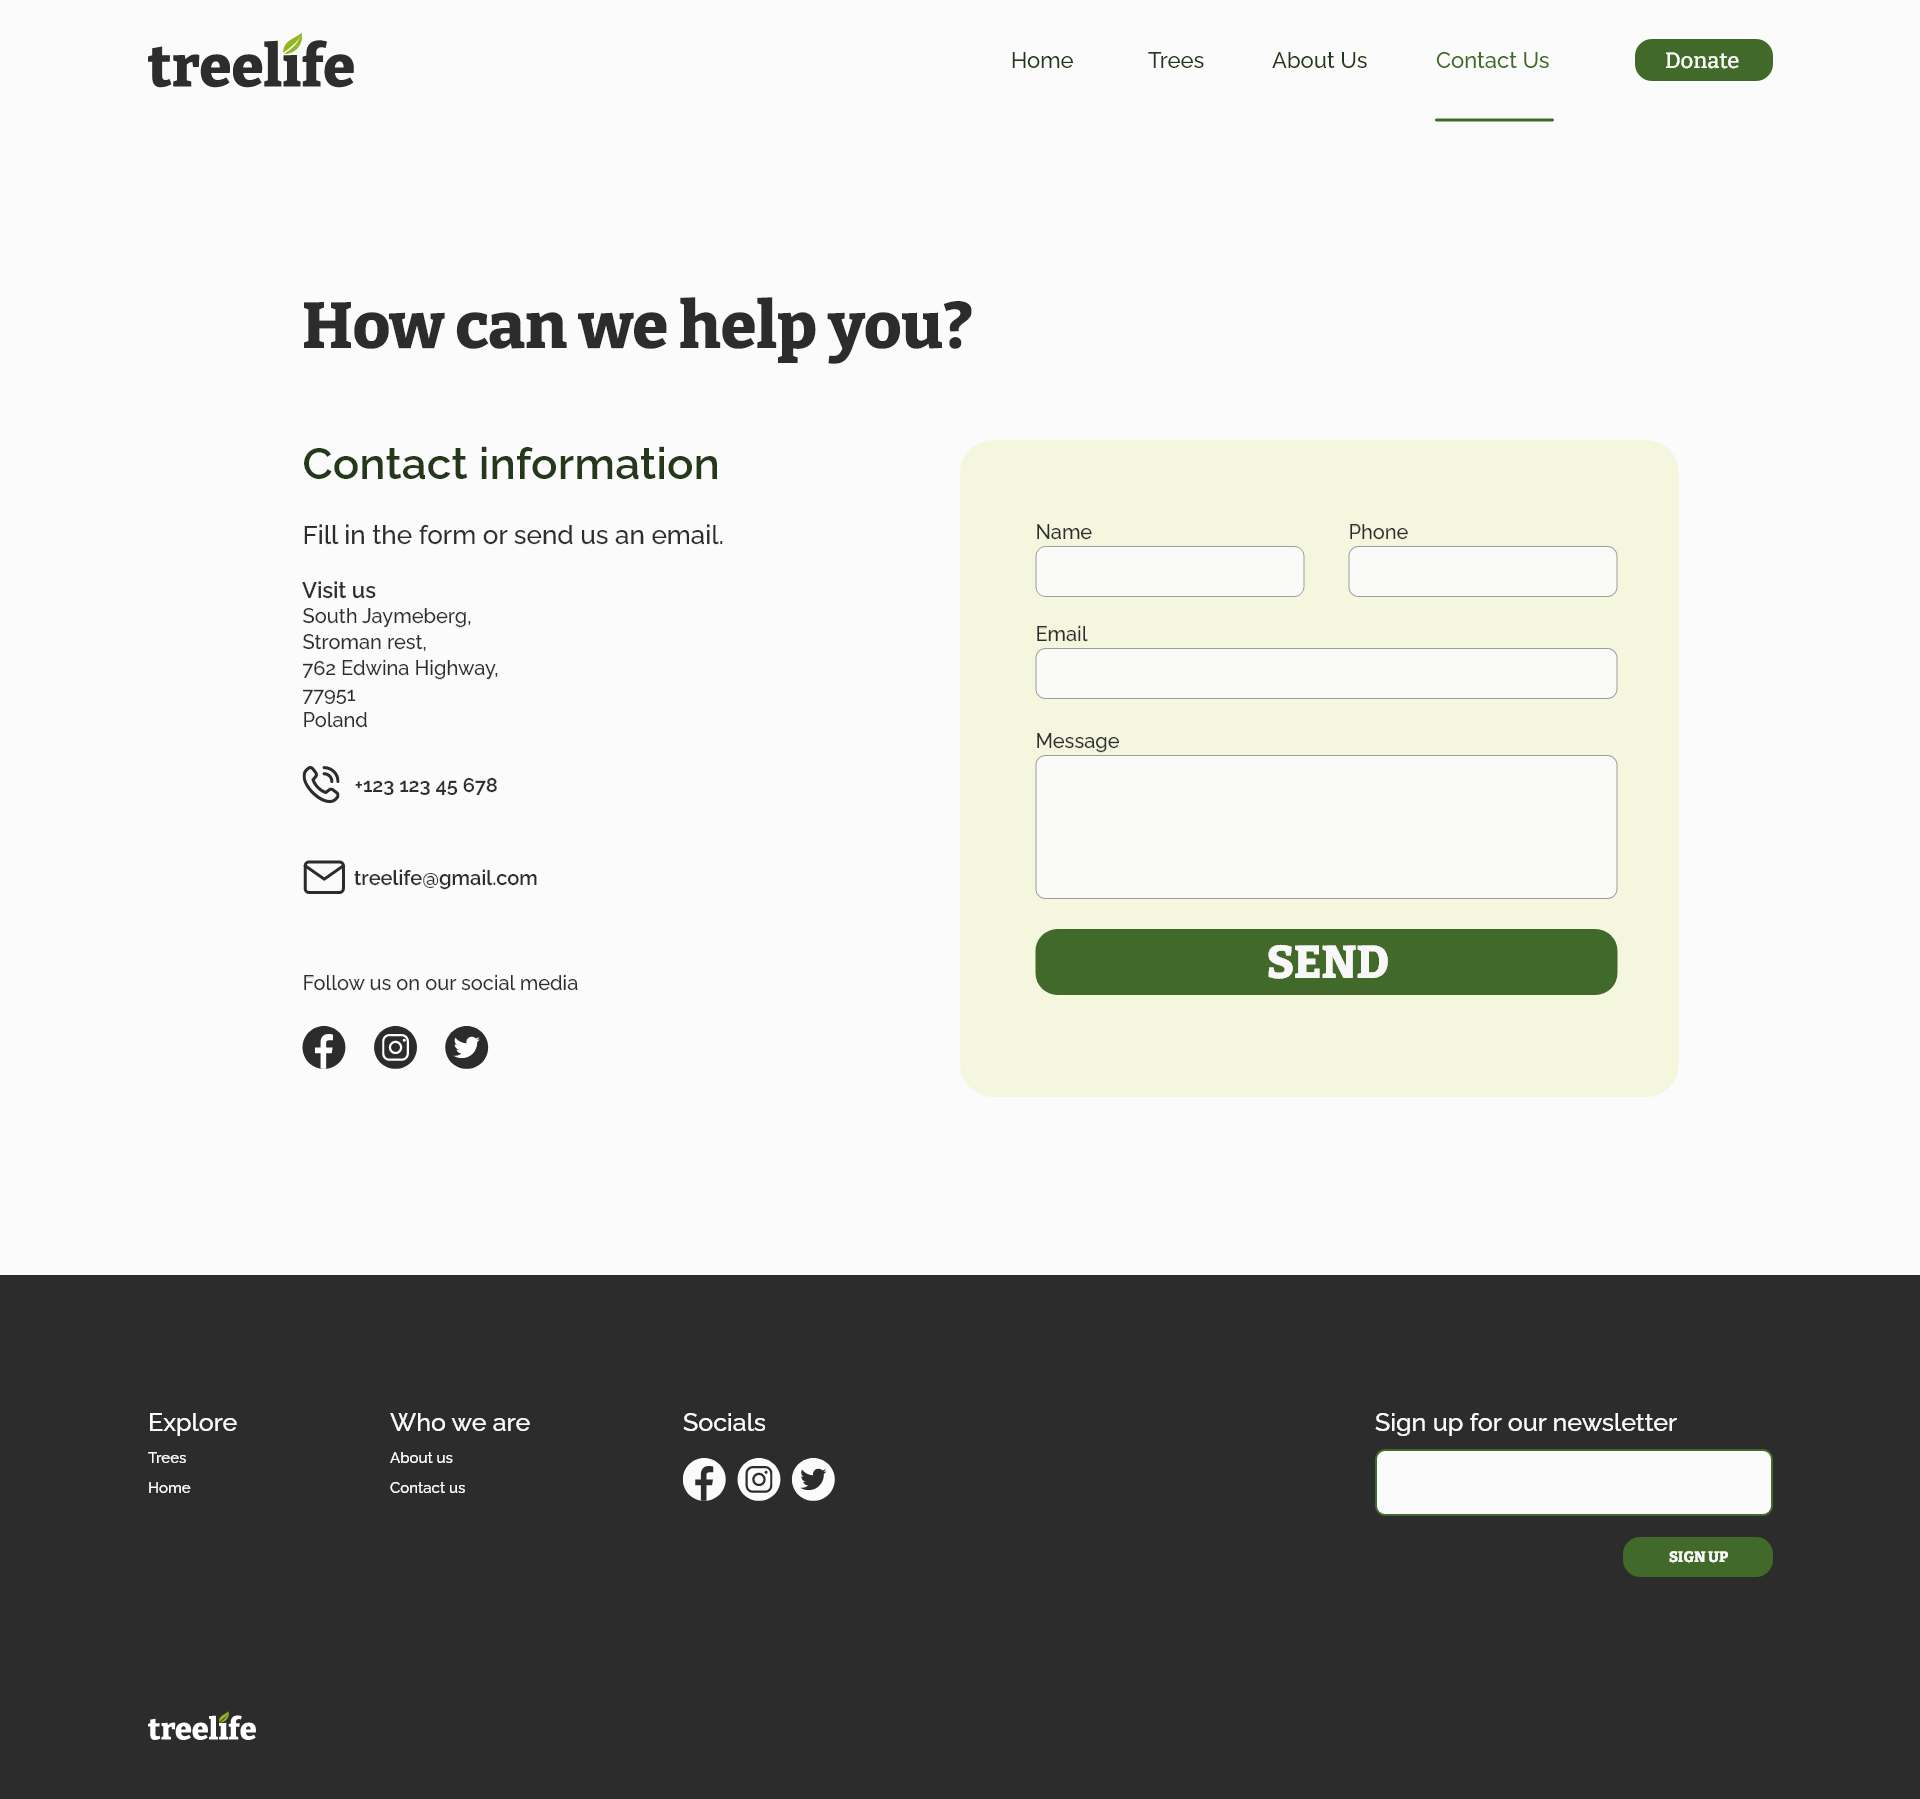 treelife
Home Trees About Us Contact Us Donate
How can we help you?
Contact information
Fill in the form or send us an email.
Visit us
South Jaymeberg,
Stroman rest,
762 Edwina Highway,
77951
Poland
+123 123 45 678
treelife@gmail.com
Follow us on our social media
Name Phone
Email
Message
SEND
Explore
Trees
Home
Who we are
About us
Contact us
Socials
Sign up for our newsletter
SIGN UP
treelife